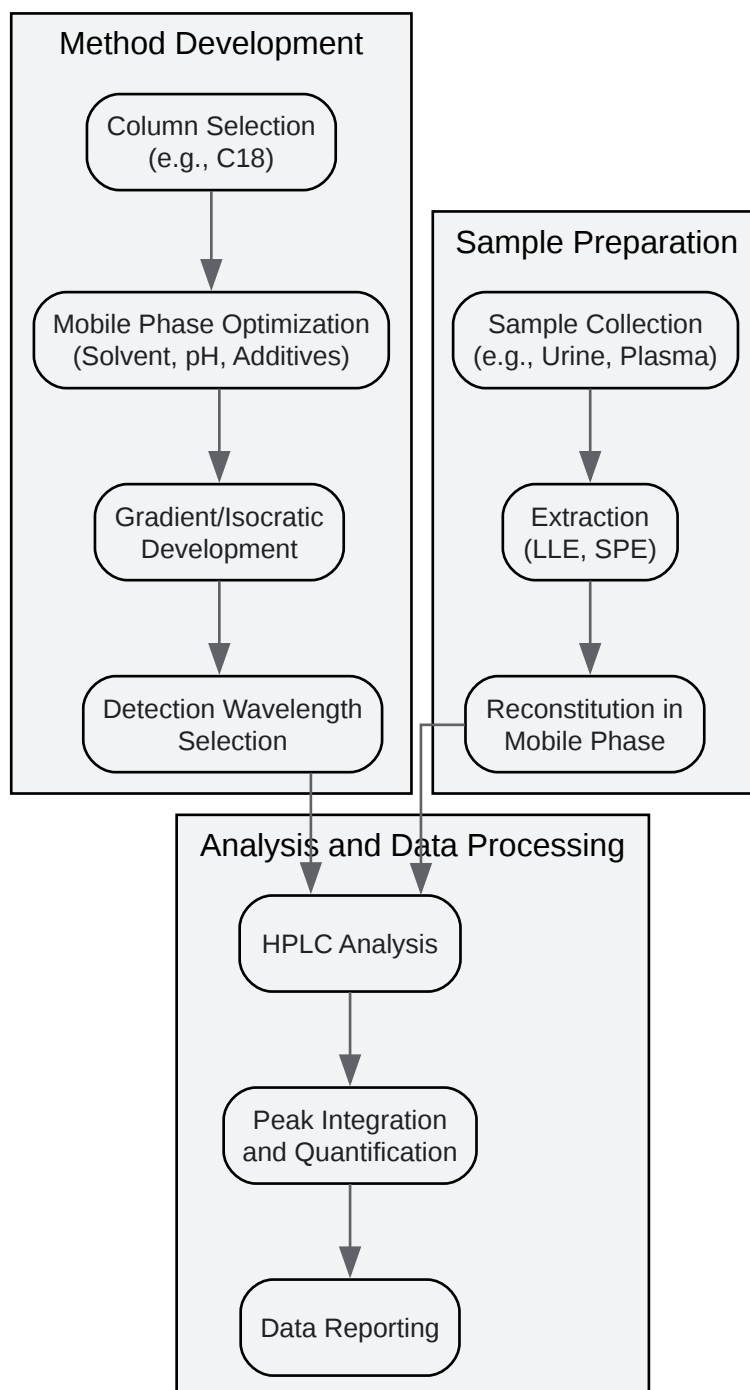 Method Development
Column Selection
(e.g., C18)
Mobile Phase Optimization
(Solvent, pH, Additives)
Gradient/Isocratic
Development
Detection Wavelength
Selection
Sample Preparation
Sample Collection
(e.g., Urine, Plasma)
Extraction
(LLE, SPE)
Reconstitution in
Mobile Phase
Analysis and Data Processing
HPLC Analysis
Peak Integration
and Quantification
Data Reporting